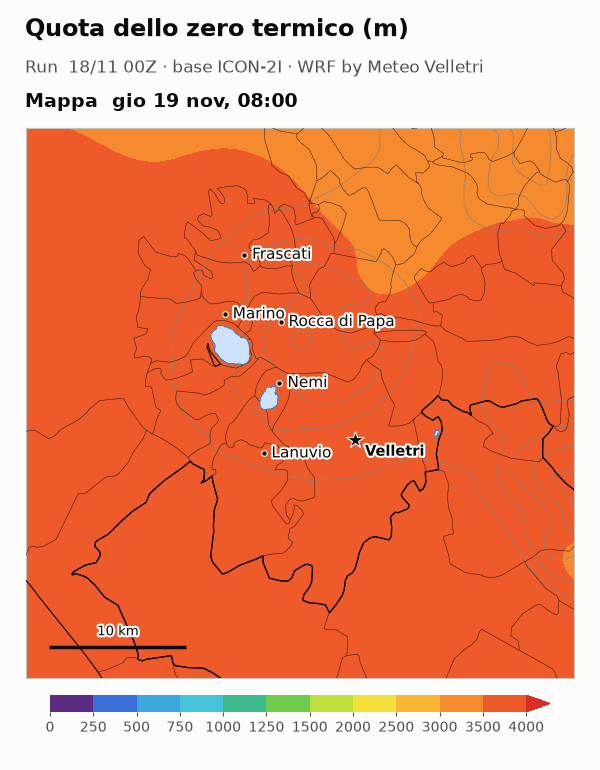 Quota dello zero termico (m)
Run  18/11 00Z · base ICON-2I · WRF by Meteo Velletri
Mappa  gio 19 nov, 08:00
Frascati
Marino
Rocca di Papa
Nemi
Velletri
Lanuvio
10 km
0 250 500 750 1000 1250 1500 2000 2500 3000 3500 4000